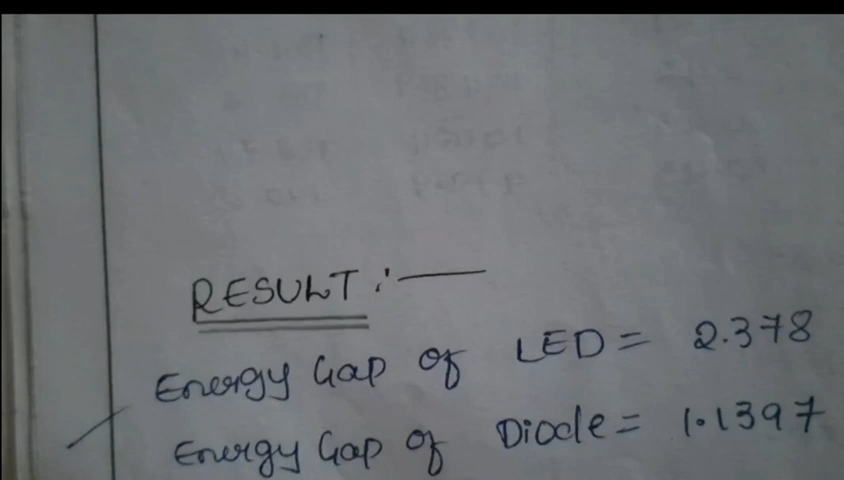 RESULT :-
Energy Gap of LED = 2.378
Energy Gap of Diode = 1.1397